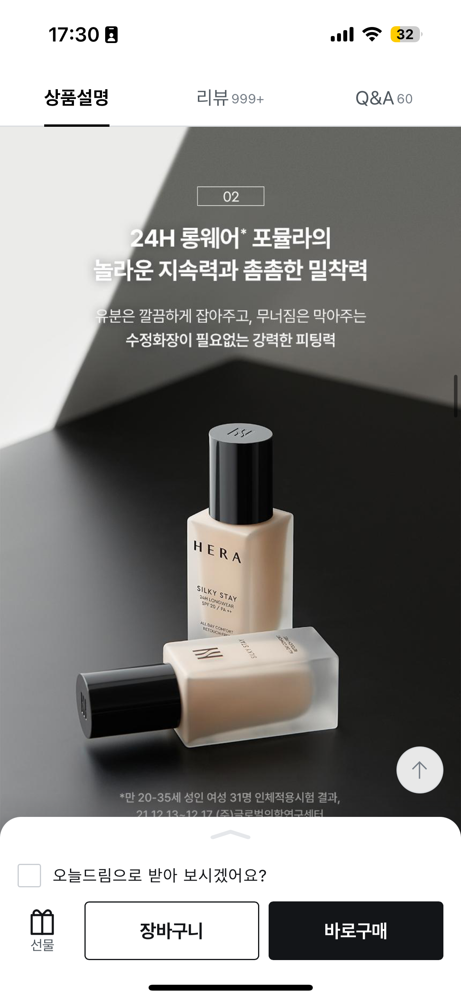 17:30
32
상품설명
리뷰 999+
Q&A 60
02
24H 롱웨어* 포뮬라의
놀라운 지속력과 촘촘한 밀착력
유분은 깔끔하게 잡아주고, 무너짐은 막아주는
수정화장이 필요없는 강력한 피팅력
HERA
SILKY STAY
24H LONGWEAR
SPF 20 / PA ++
ALL DAY COMFORT
RETOUCH-FREE
SILKY STAY
ALL DAY COMFORT
RETOUCH-FREE
*만 20-35세 성인 여성 31명 인체적용시험 결과,
21.12.13~12.17 (주)글로벌의학연구센터
오늘드림으로 받아 보시겠어요?
선물
장바구니
바로구매